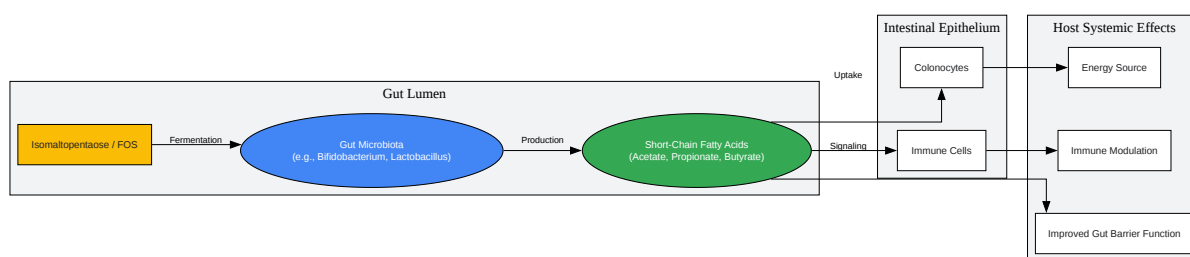 Gut Lumen
Isomaltopentaose / FOS
Fermentation
Gut Microbiota
(e.g., Bifidobacterium, Lactobacillus)
Production
Short-Chain Fatty Acids
(Acetate, Propionate, Butyrate)
Uptake
Signaling
Intestinal Epithelium
Colonocytes
Immune Cells
Host Systemic Effects
Energy Source
Immune Modulation
Improved Gut Barrier Function